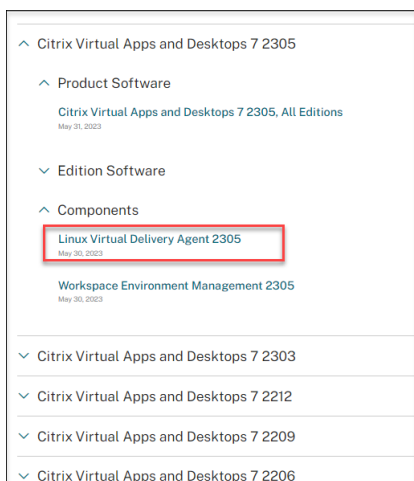 Citrix Virtual Apps and Desktops 7 2305
Product Software
Citrix Virtual Apps and Desktops 7 2305, All Editions
May 31, 2023
Edition Software
Components
Linux Virtual Delivery Agent 2305
May 30, 2023
Workspace Environment Management 2305
May 30, 2023
Citrix Virtual Apps and Desktops 7 2303
Citrix Virtual Apps and Desktops 7 2212
Citrix Virtual Apps and Desktops 7 2209
Citrix Virtual Apps and Desktops 7 2206